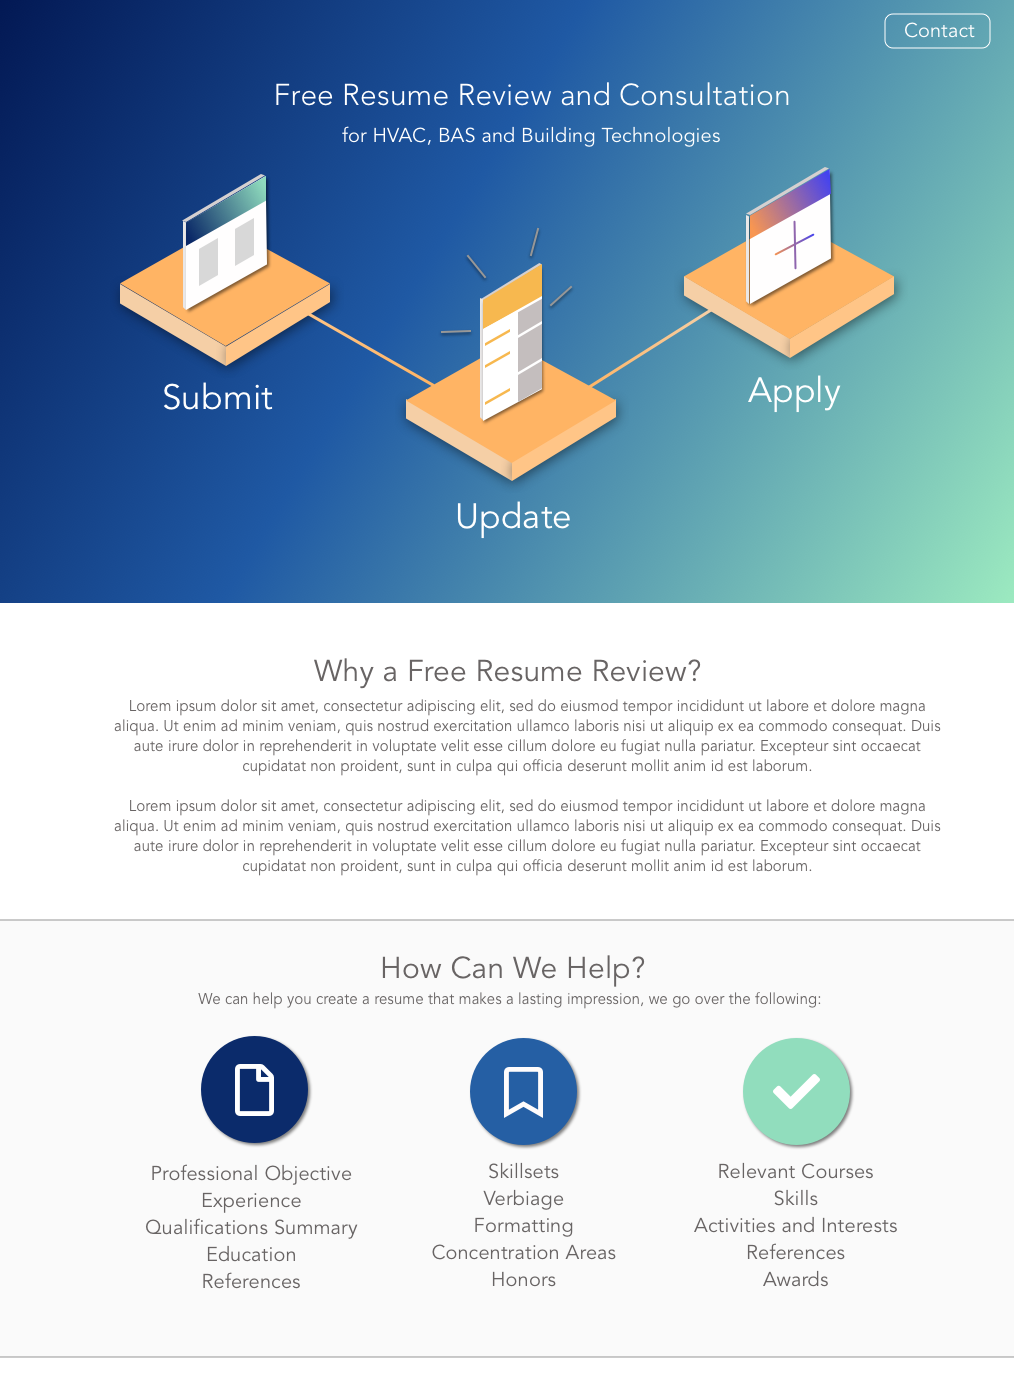 Contact
Free Resume Review and Consultation
for HVAC, BAS and Building Technologies
Submit
Apply
Update
Why a Free Resume Review?
Lorem ipsum dolor sit amet, consectetur adipiscing elit, sed do eiusmod tempor incididunt ut labore et dolore magna
aliqua. Ut enim ad minim veniam, quis nostrud exercitation ullamco laboris nisi ut aliquip ex ea commodo consequat. Duis
aute irure dolor in reprehenderit in voluptate velit esse cillum dolore eu fugiat nulla pariatur. Excepteur sint occaecat
cupidatat non proident, sunt in culpa qui officia deserunt mollit anim id est laborum.
Lorem ipsum dolor sit amet, consectetur adipiscing elit, sed do eiusmod tempor incididunt ut labore et dolore magna
aliqua. Ut enim ad minim veniam, quis nostrud exercitation ullamco laboris nisi ut aliquip ex ea commodo consequat. Duis
aute irure dolor in reprehenderit in voluptate velit esse cillum dolore eu fugiat nulla pariatur. Excepteur sint occaecat
cupidatat non proident, sunt in culpa qui officia deserunt mollit anim id est laborum.
How Can We Help?
We can help you create a resume that makes a lasting impression, we go over the following:
Professional Objective
Experience
Qualifications Summary
Education
References
Skillsets
Verbiage
Formatting
Concentration Areas
Honors
Relevant Courses
Skills
Activities and Interests
References
Awards